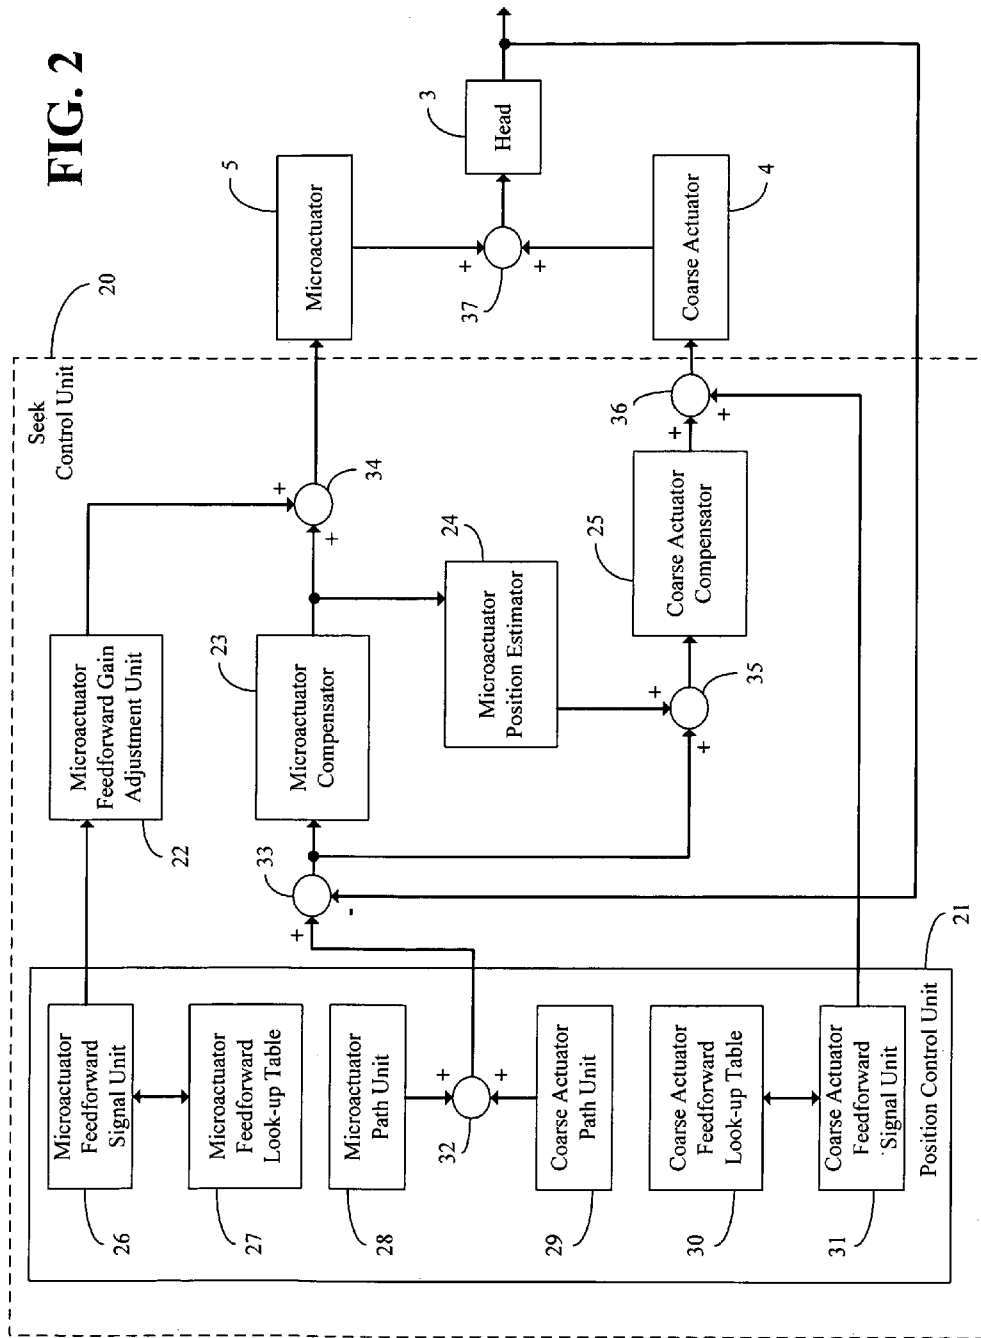 FIG. 2
20
Seek
Control Unit
Microactuator
Feedforward
Signal Unit
26
Microactuator
Feedforward
Look-up Table
27
Microactuator
Path Unit
28
+
+
32
Coarse Actuator
Path Unit
29
Coarse Actuator
Feedforward
Look-up Table
30
Coarse Actuator
Feedforward
Signal Unit
31
Position Control Unit
21
Microactuator
Feedforward Gain
Adjustment Unit
22
+
-
33
Microactuator
Compensator
23
+
+
34
Microactuator
Position Estimator
24
+
+
35
Coarse Actuator
Compensator
25
+
+
36
Microactuator
5
+
+
37
Coarse Actuator
4
Head
3